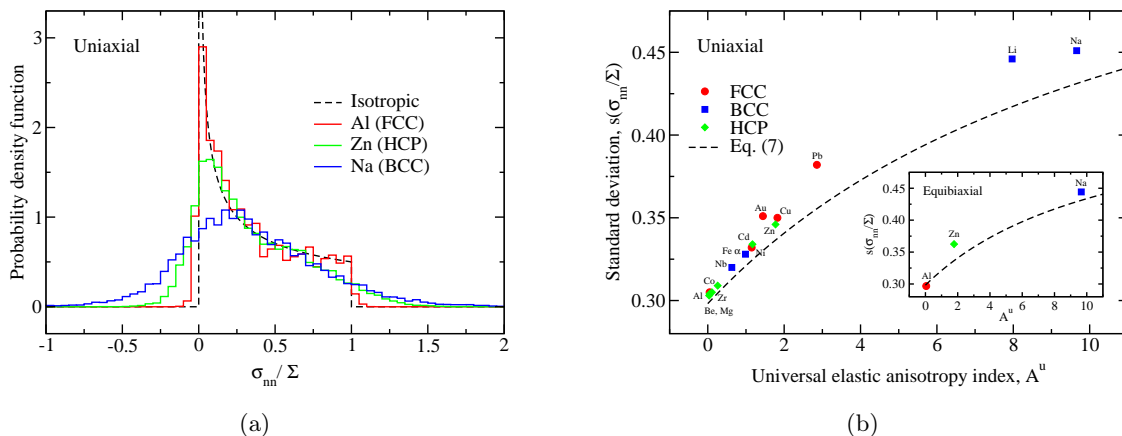 Uniaxial
Probability density function
3
2
1
0
-1
-0.5
0
0.5
1
1.5
2
σnn / Σ
Isotropic
Al (FCC)
Zn (HCP)
Na (BCC)
(a)
Uniaxial
Standard deviation, s(σnn/Σ)
0.45
0.40
0.35
0.30
0
2
4
6
8
10
Universal elastic anisotropy index, A^u
FCC
BCC
HCP
Eq. (7)
Li
Na
Pb
Au
Cu
Zn
Cd
Fe α
Ni
Nb
Co
Al
Zr
Be, Mg
Equibiaxial
s(σnn/Σ)
0.45
0.40
0.35
0.30
0
2
4
6
8
10
A^u
Na
Zn
Al
(b)